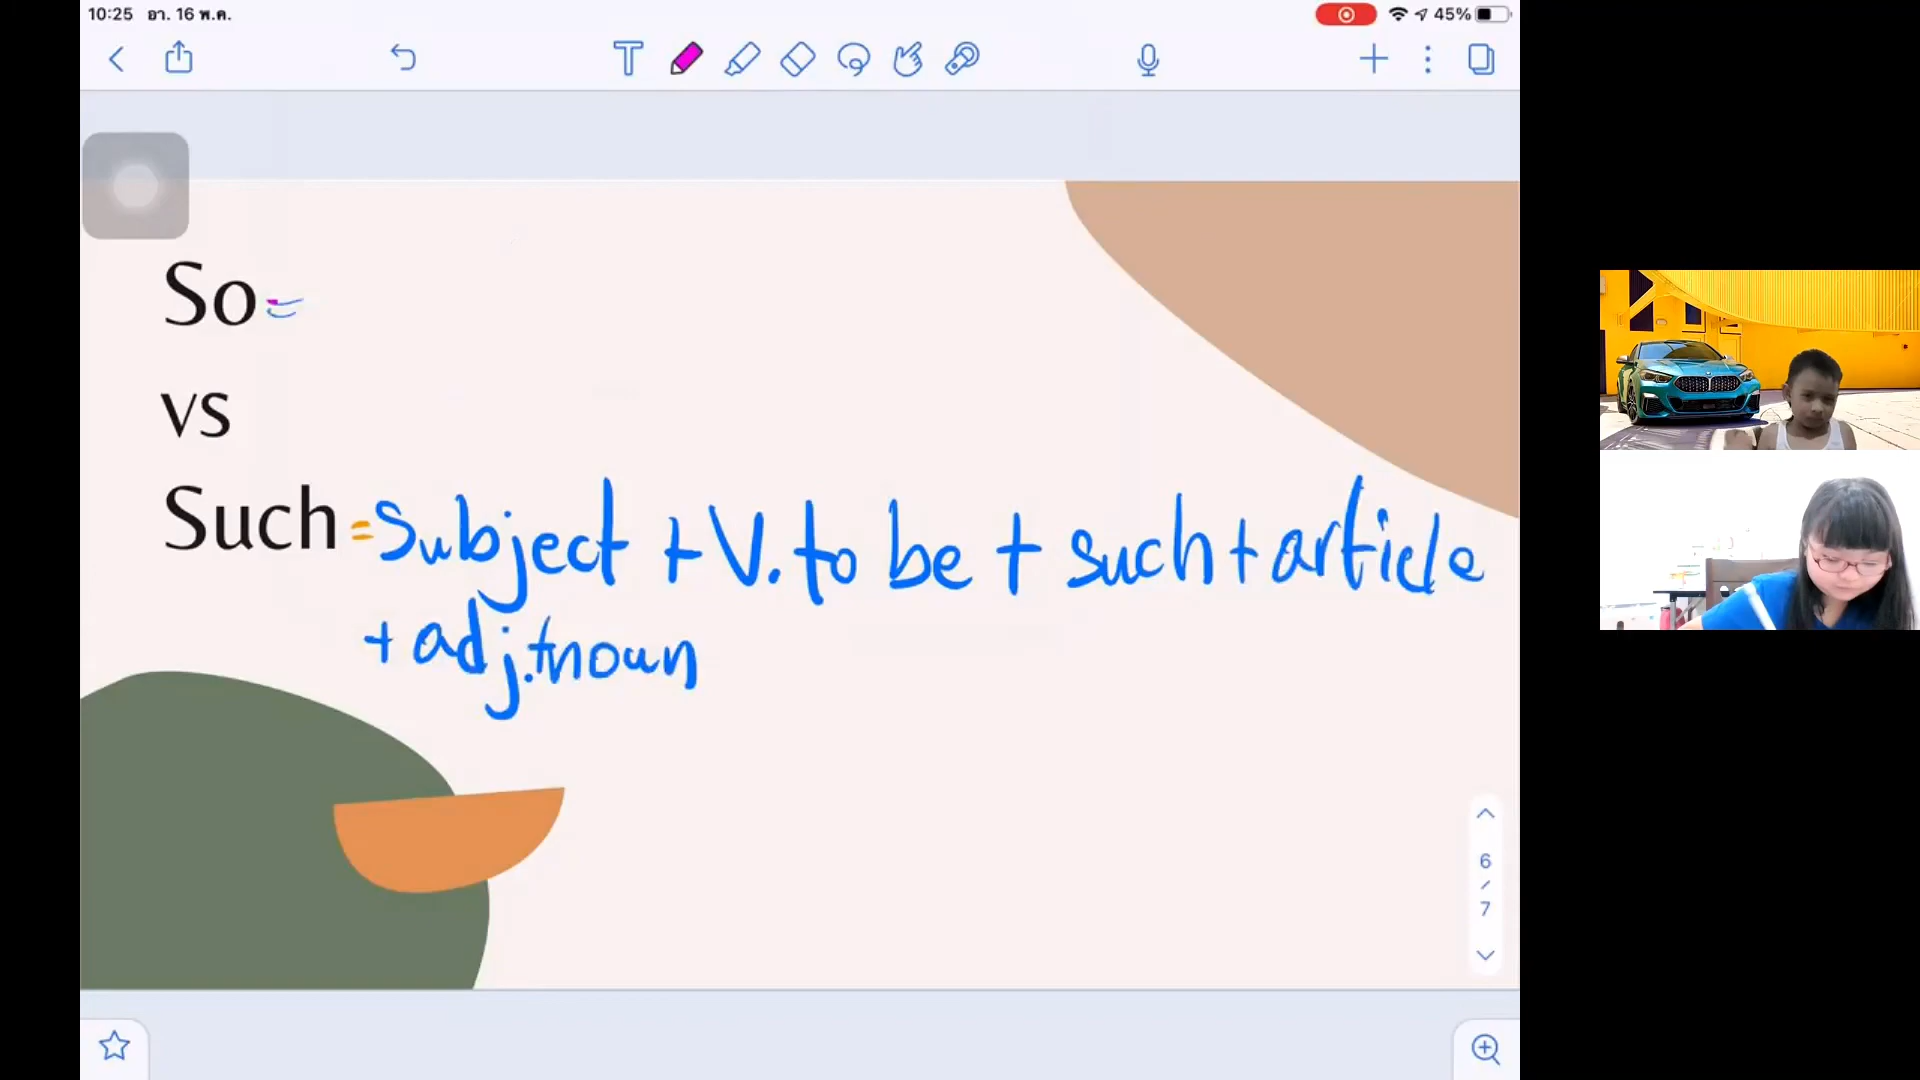 10:25 อา. 16 พ.ค.
45%
T
So =
vs
Such = Subject + V. to be + such + article
+ adj. + noun
6
/
7